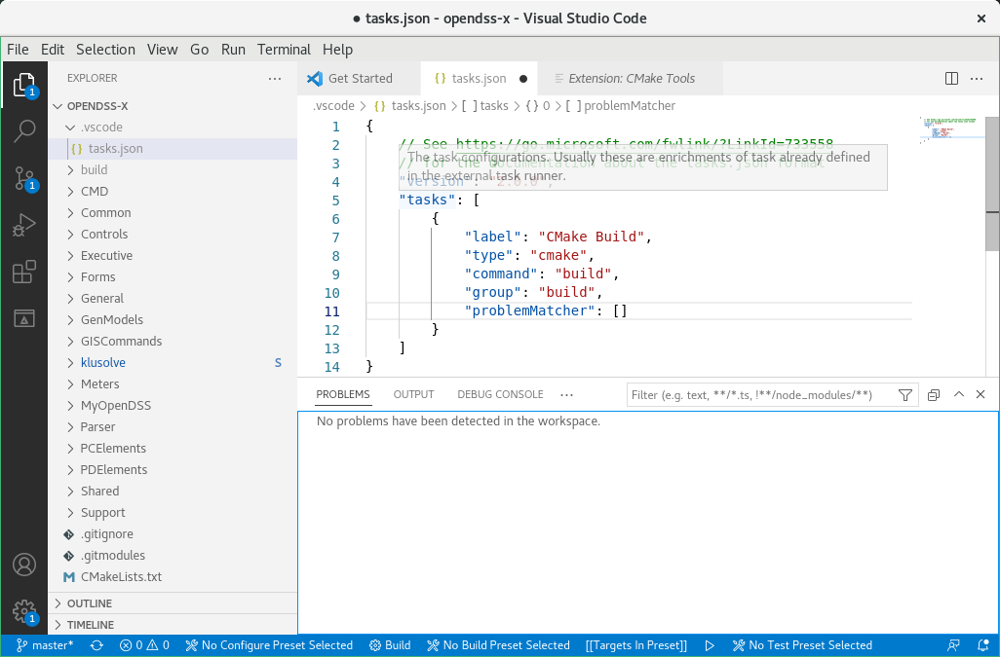 ● tasks.json - opendss-x - Visual Studio Code
File Edit Selection View Go Run Terminal Help
EXPLORER
Get Started
{} tasks.json ●
Extension: CMake Tools
.vscode > {} tasks.json > [ ] tasks > {} 0 > [ ] problemMatcher
OPENDSS-X
.vscode
{} tasks.json
build
CMD
Common
Controls
Executive
Forms
General
GenModels
GISCommands
klusolve S
Meters
MyOpenDSS
Parser
PCElements
PDElements
Shared
Support
.gitignore
.gitmodules
CMakeLists.txt
OUTLINE
TIMELINE
1
1
1
1 {
2 // See https://go.microsoft.com/fwlink/?LinkId=733558
3 // for the documentation about the tasks.json format
4 "version": "2.0.0",
The task configurations. Usually these are enrichments of task already defined
in the external task runner.
5 "tasks": [
6 {
7 "label": "CMake Build",
8 "type": "cmake",
9 "command": "build",
10 "group": "build",
11 "problemMatcher": []
12 }
13 ]
14 }
PROBLEMS OUTPUT DEBUG CONSOLE ···
Filter (e.g. text, **/*.ts, !**/node_modules/**)
No problems have been detected in the workspace.
master* 0 0 No Configure Preset Selected Build No Build Preset Selected [[Targets In Preset]] No Test Preset Selected